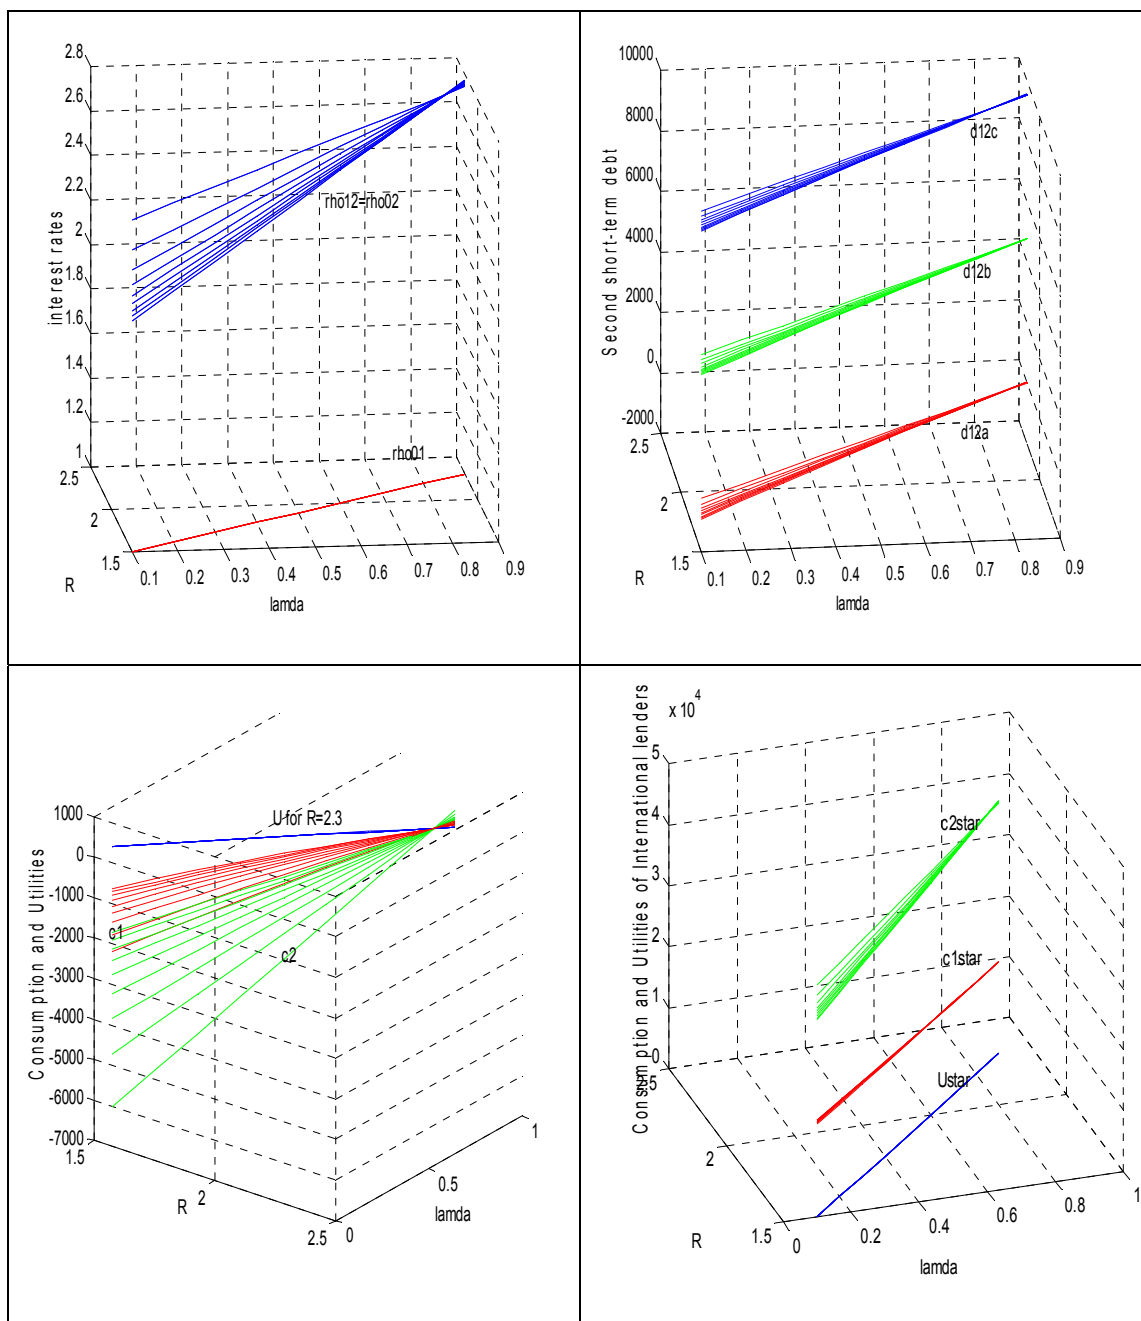 2.8
2.6
2.4
2.2
2
1.8
1.6
1.4
1.2
1
interest rates
rho12=rho02
rho01
2.5
2
1.5
R
0.1 0.2 0.3 0.4 0.5 0.6 0.7 0.8 0.9
lamda
10000
8000
6000
4000
2000
0
-2000
Second short-term debt
d12c
d12b
d12a
2.5
2
1.5
R
0.1 0.2 0.3 0.4 0.5 0.6 0.7 0.8 0.9
lamda
1000
0
-1000
-2000
-3000
-4000
-5000
-6000
-7000
Consumption and Utilities
U for R=2.3
c1
c2
1.5
2
2.5
R
0
0.5
1
lamda
x 10^4
5
4
3
2
1
0
Consumption and Utilities of International lenders
c2star
c1star
Ustar
2.5
2
1.5
R
0 0.2 0.4 0.6 0.8 1
lamda